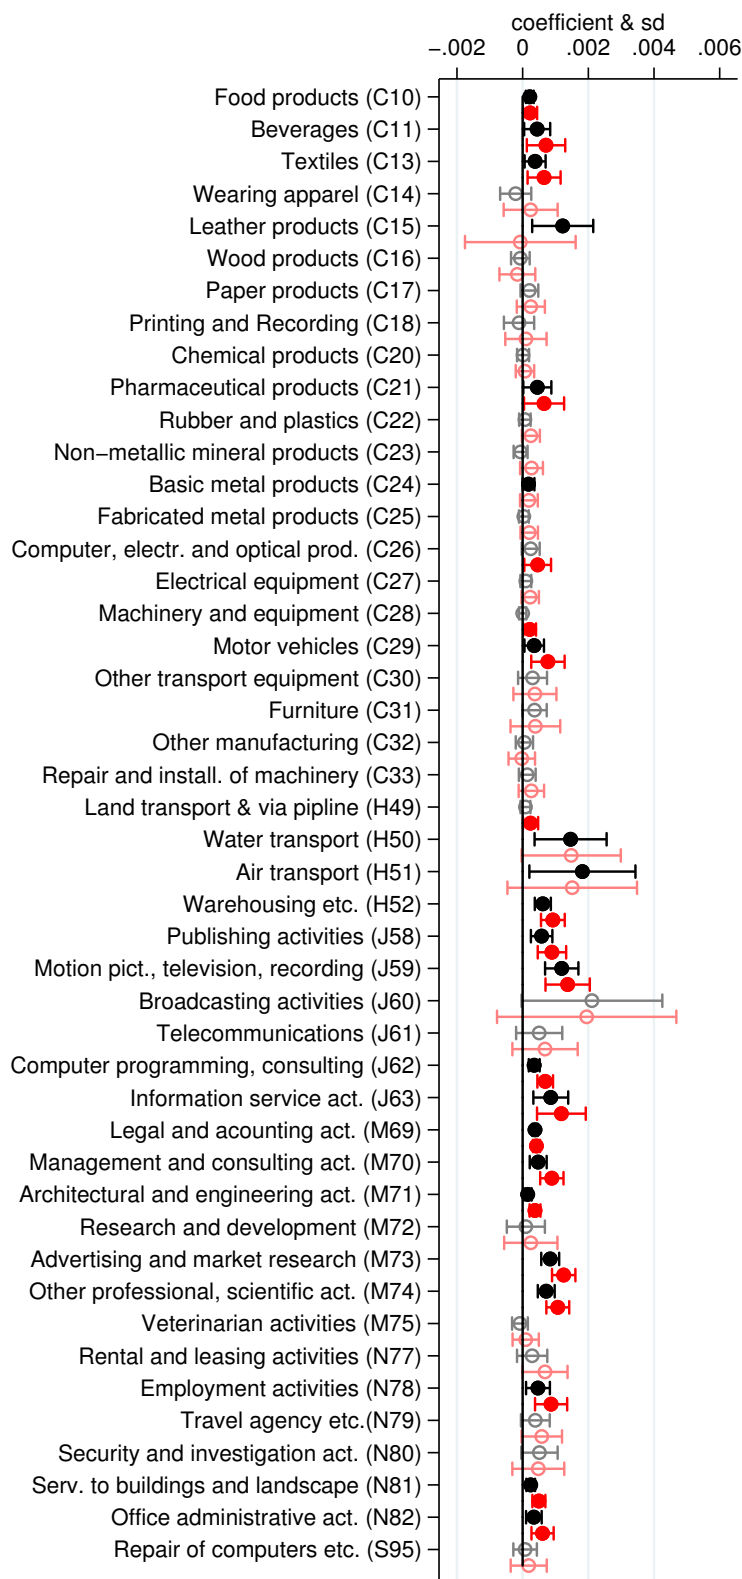 coefficient & sd
−.002 0 .002 .004 .006
Food products (C10)
Beverages (C11)
Textiles (C13)
Wearing apparel (C14)
Leather products (C15)
Wood products (C16)
Paper products (C17)
Printing and Recording (C18)
Chemical products (C20)
Pharmaceutical products (C21)
Rubber and plastics (C22)
Non−metallic mineral products (C23)
Basic metal products (C24)
Fabricated metal products (C25)
Computer, electr. and optical prod. (C26)
Electrical equipment (C27)
Machinery and equipment (C28)
Motor vehicles (C29)
Other transport equipment (C30)
Furniture (C31)
Other manufacturing (C32)
Repair and install. of machinery (C33)
Land transport & via pipline (H49)
Water transport (H50)
Air transport (H51)
Warehousing etc. (H52)
Publishing activities (J58)
Motion pict., television, recording (J59)
Broadcasting activities (J60)
Telecommunications (J61)
Computer programming, consulting (J62)
Information service act. (J63)
Legal and acounting act. (M69)
Management and consulting act. (M70)
Architectural and engineering act. (M71)
Research and development (M72)
Advertising and market research (M73)
Other professional, scientific act. (M74)
Veterinarian activities (M75)
Rental and leasing activities (N77)
Employment activities (N78)
Travel agency etc.(N79)
Security and investigation act. (N80)
Serv. to buildings and landscape (N81)
Office administrative act. (N82)
Repair of computers etc. (S95)